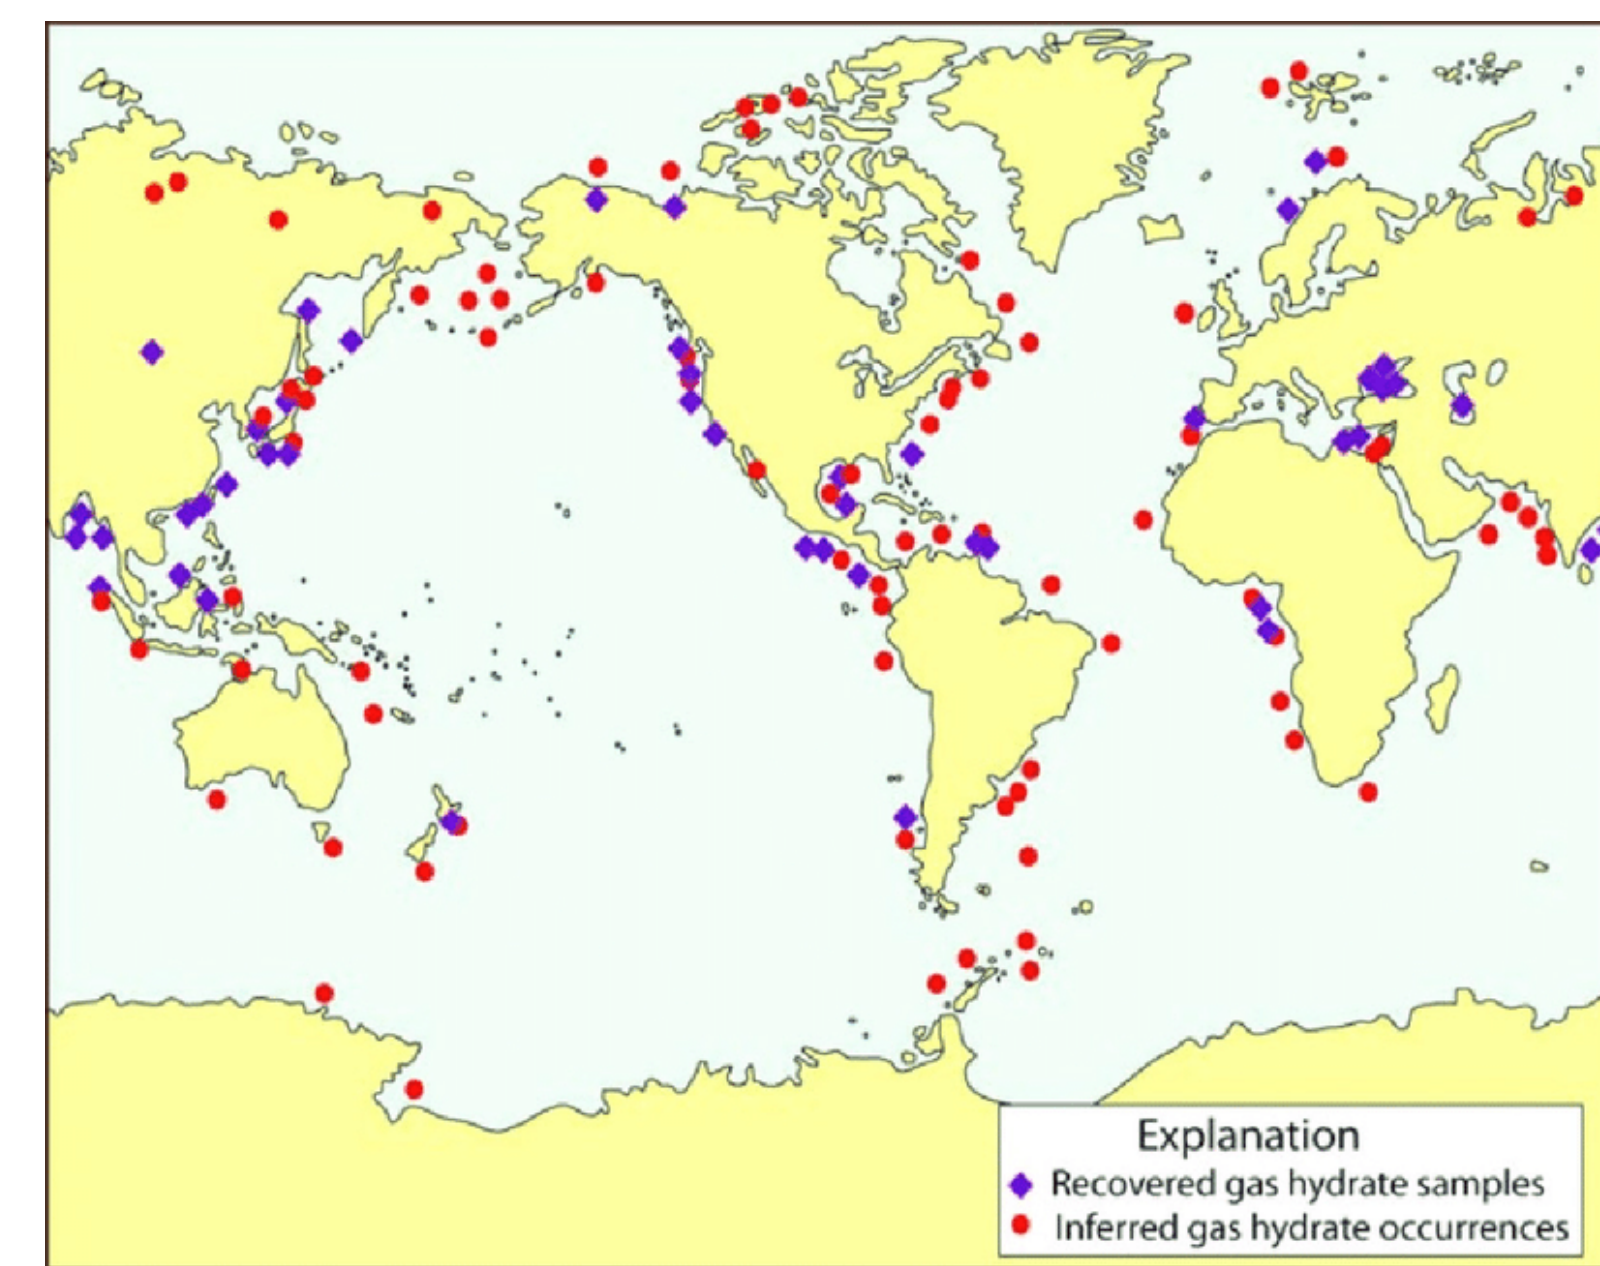 Explanation
Recovered gas hydrate samples
Inferred gas hydrate occurrences